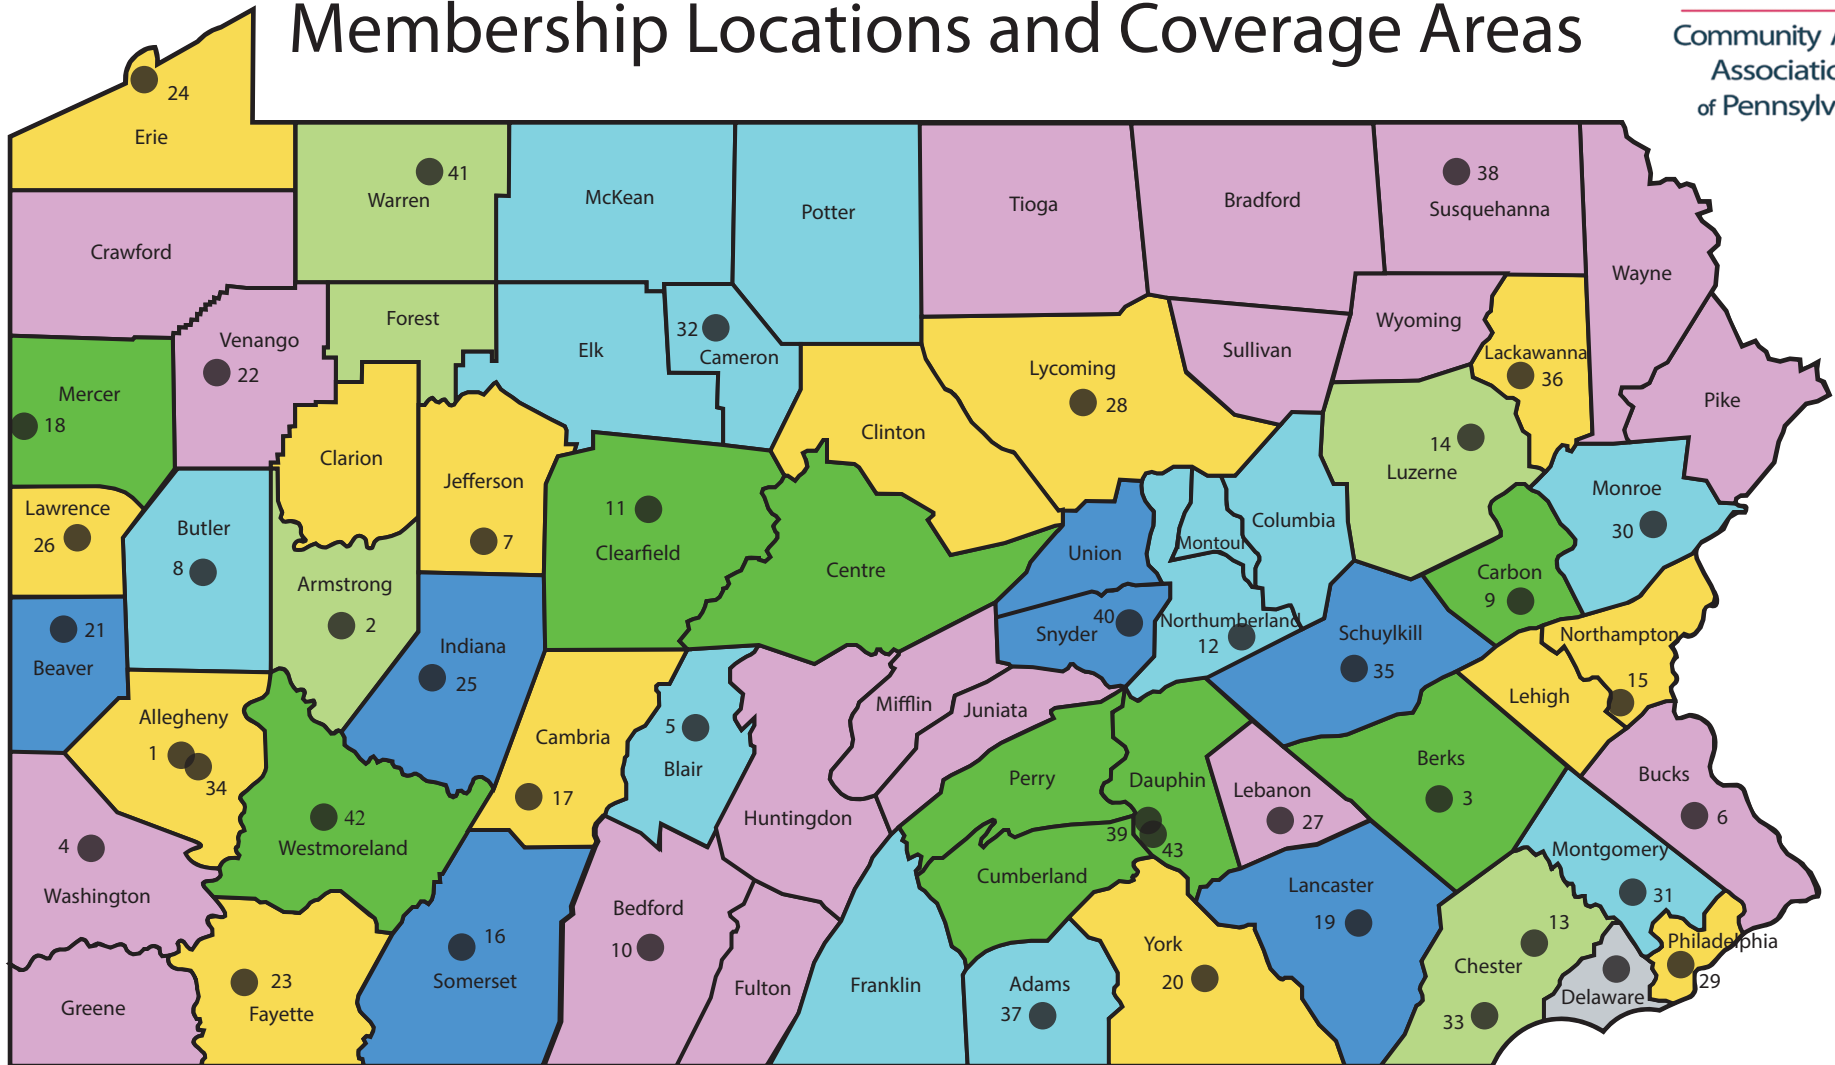 Membership Locations and Coverage Areas
Community A
Associatio
of Pennsylv
24
Erie
41
Warren
McKean
Potter
Tioga
Bradford
38
Susquehanna
Wayne
Crawford
Forest
Venango
22
Elk
32
Cameron
Lycoming
28
Sullivan
Wyoming
Lackawanna
36
Pike
Mercer
18
Clarion
Jefferson
7
Clinton
14
Luzerne
Monroe
30
Lawrence
26
Butler
8
11
Clearfield
Centre
Union
Montour
Columbia
Carbon
9
Armstrong
2
21
Beaver
Indiana
25
40
Snyder
Northumberland
12
Schuylkill
35
Northampton
15
Lehigh
Allegheny
1
34
Cambria
17
5
Blair
Mifflin
Juniata
Perry
Dauphin
39
43
Lebanon
27
Berks
3
Bucks
6
42
Westmoreland
Huntingdon
4
Washington
Cumberland
Lancaster
19
Montgomery
31
16
Somerset
Bedford
10
York
20
13
Chester
33
Philadelphia
29
Delaware
Greene
23
Fayette
Fulton
Franklin
Adams
37